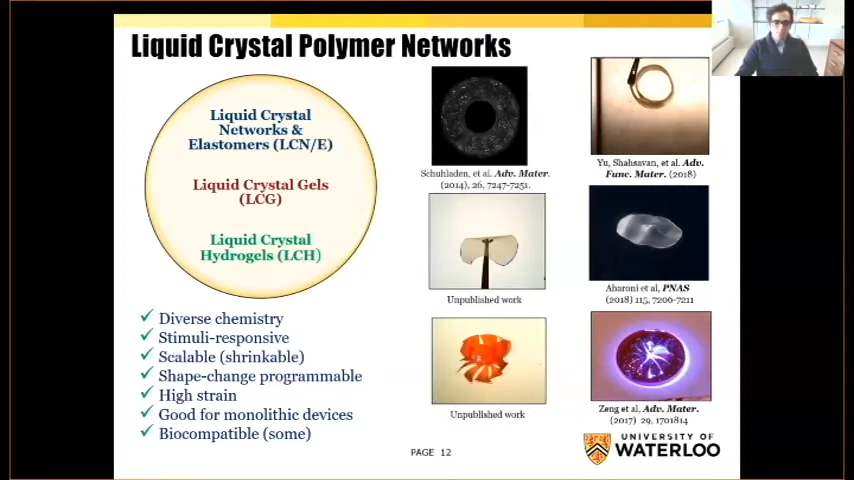 Liquid Crystal Polymer Networks
Liquid Crystal
Networks &
Elastomers (LCN/E)
Liquid Crystal Gels
(LCG)
Liquid Crystal
Hydrogels (LCH)
✓ Diverse chemistry
✓ Stimuli-responsive
✓ Scalable (shrinkable)
✓ Shape-change programmable
✓ High strain
✓ Good for monolithic devices
✓ Biocompatible (some)
Schuhladen, et al. Adv. Mater.
(2014), 26, 7247-7251.
Yu, Shahsavan, et al. Adv.
Func. Mater. (2018)
Unpublished work
Aharoni et al, PNAS
(2018) 115, 7206-7211
Unpublished work
Zeng et al, Adv. Mater.
(2017) 29, 1701814
PAGE 12
UNIVERSITY OF
WATERLOO